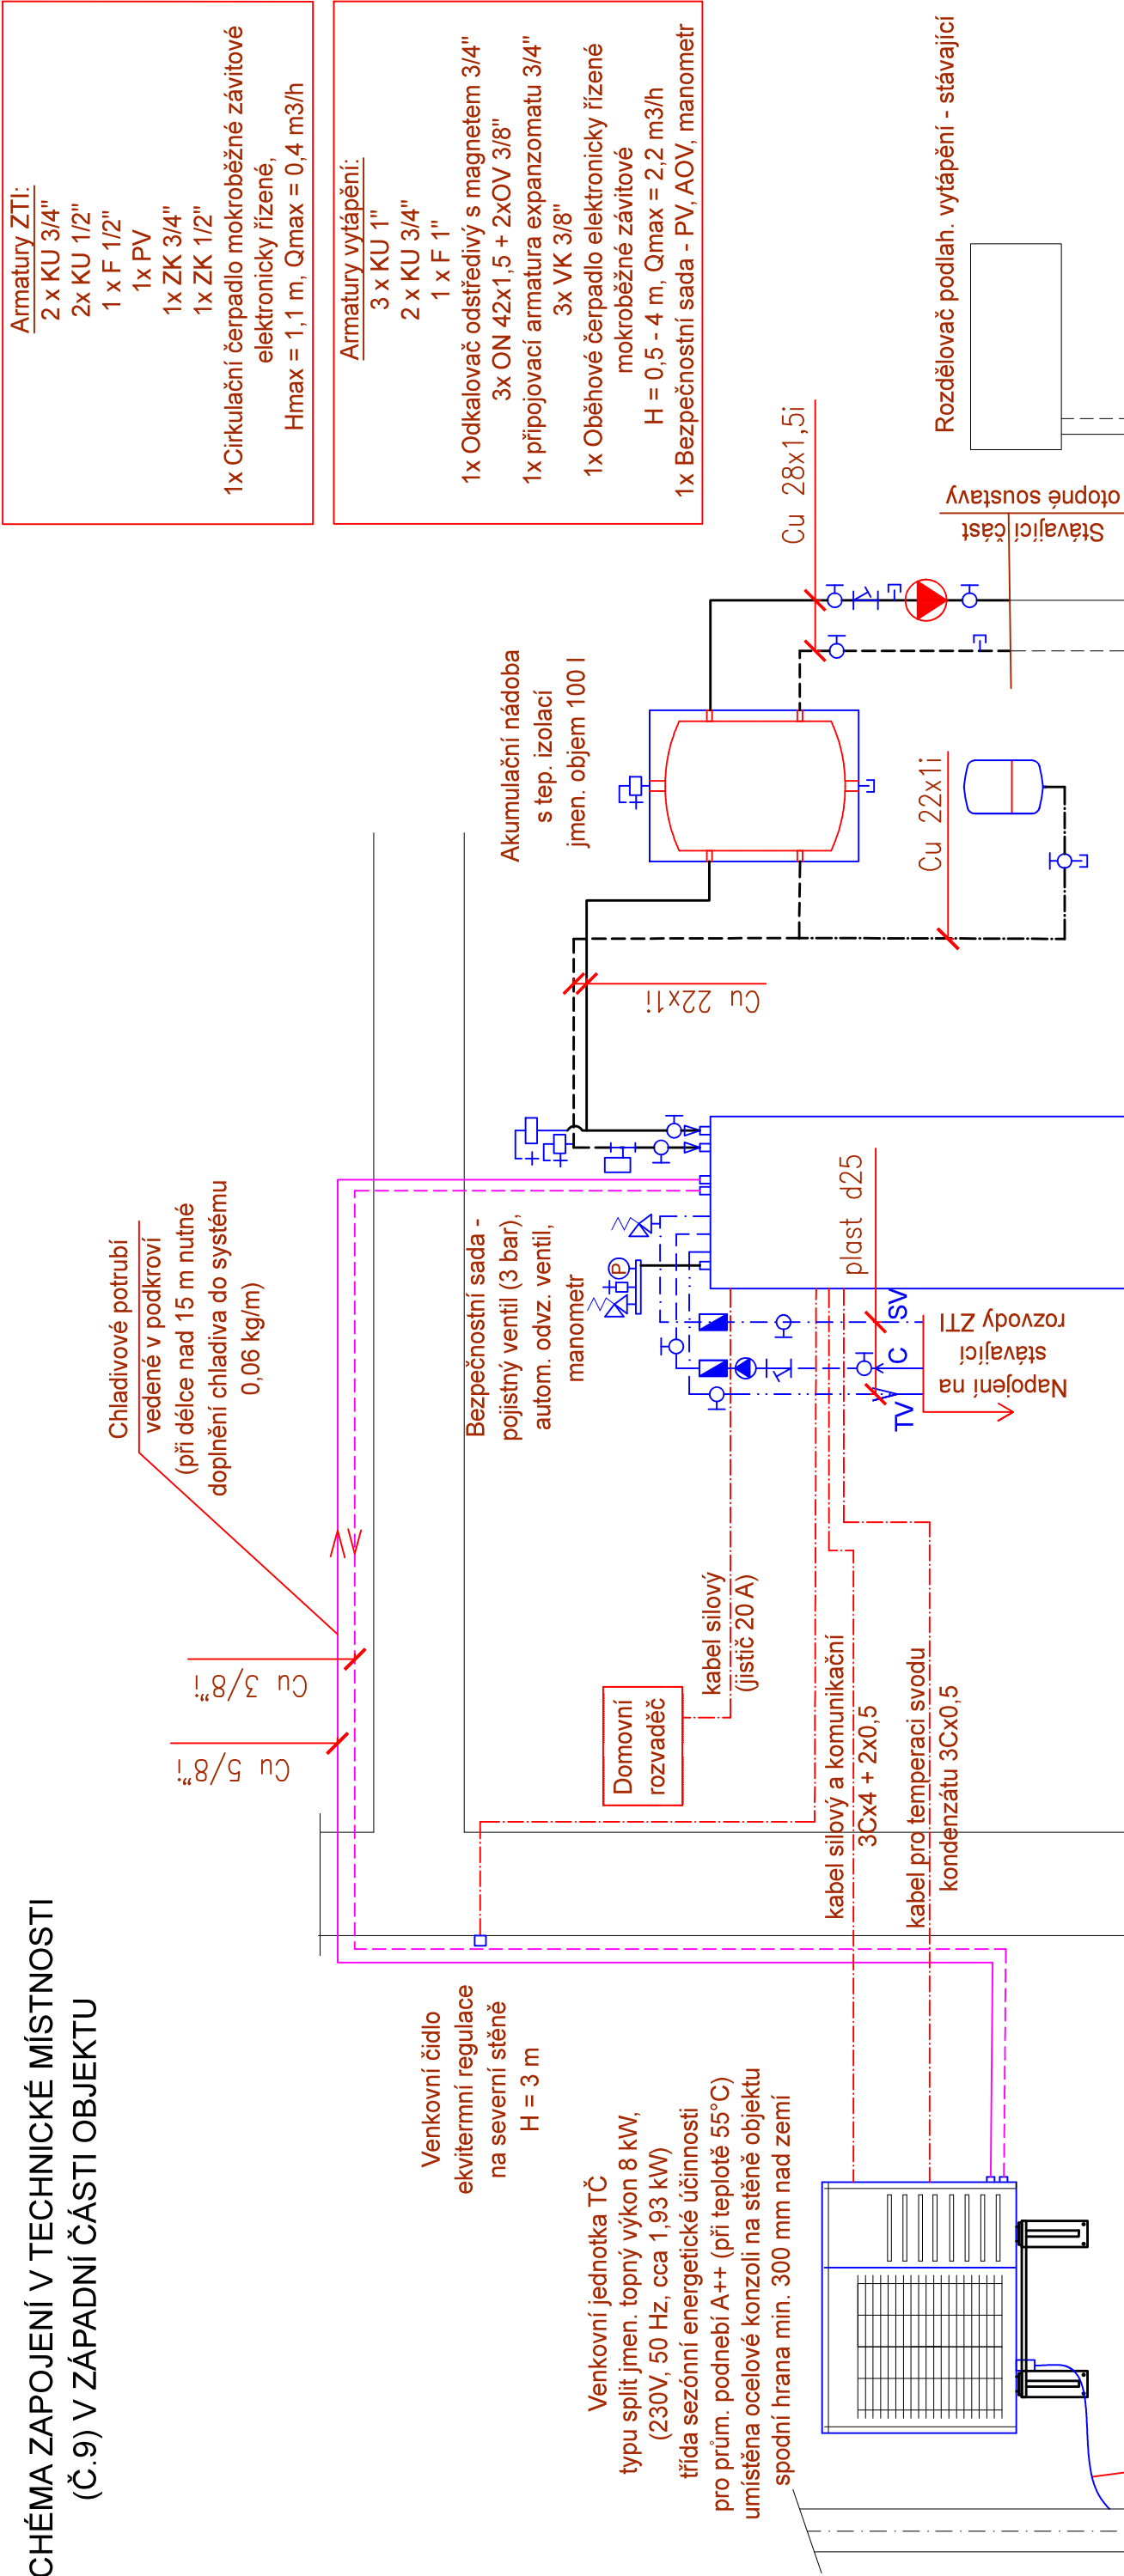 CHÉMA ZAPOJENÍ V TECHNICKÉ MÍSTNOSTI
(Č.9) V ZÁPADNÍ ČÁSTI OBJEKTU
Chladivové potrubí
vedené v podkroví
(při délce nad 15 m nutné
doplnění chladiva do systému
0,06 kg/m)
Cu 5/8"i
Cu 3/8"i
Armatury ZTI:
2 x KU 3/4"
2x KU 1/2"
1 x F 1/2"
1x PV
1x ZK 3/4"
1x ZK 1/2"
1x Cirkulační čerpadlo mokroběžné závitové
elektronicky řízené,
Hmax = 1,1 m, Qmax = 0,4 m3/h
Armatury vytápění:
3 x KU 1"
2 x KU 3/4"
1 x F 1"
1x Odkalovač odstředivý s magnetem 3/4"
3x ON 42x1,5 + 2xOV 3/8"
1x připojovací armatura expanzomatu 3/4"
3x VK 3/8"
1x Oběhové čerpadlo elektronicky řízené
mokroběžné závitové
H = 0,5 - 4 m, Qmax = 2,2 m3/h
1x Bezpečnostní sada - PV, AOV, manometr
Venkovní čidlo
ekvitermní regulace
na severní stěně
H = 3 m
Bezpečnostní sada -
pojistný ventil (3 bar),
autom. odvz. ventil,
manometr
P
Akumulační nádoba
s tep. izolací
jmen. objem 100 l
Cu 22x1i
Cu 28x1,5i
Cu 22x1i
Rozdělovač podlah. vytápění - stávající
Stávající část
otopné soustavy
Venkovní jednotka TČ
typu split jmen. topný výkon 8 kW,
(230V, 50 Hz, cca 1,93 kW)
třída sezónní energetické účinnosti
pro prům. podnebí A++ (při teplotě 55°C)
umístěna ocelové konzoli na stěně objektu
spodní hrana min. 300 mm nad zemí
Domovní
rozvaděč
kabel silový
(jistič 20 A)
kabel silový a komunikační
3Cx4 + 2x0,5
kabel pro temperaci svodu
kondenzátu 3Cx0,5
plast d25
TV
C
SV
Napojení na
stávající
rozvody ZTI